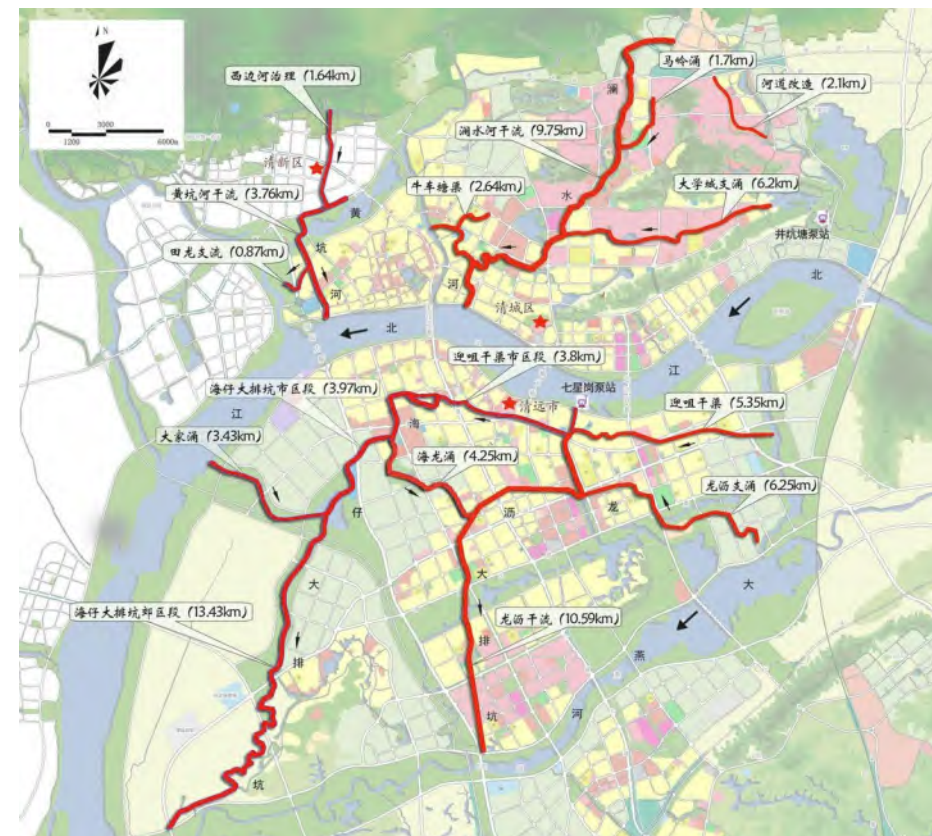 N
0
3000
1200
6000m
西边河治理（1.64km）
马岭涌（1.7km）
河道改造（2.1km）
澜
清新区
澜水河干流（9.75km）
黄坑河干流（3.76km）
牛车塘渠（2.64km）
大学城支涌（6.2km）
水
黄
田龙支流（0.87km）
坑
井坑塘泵站
河
河
清城区
北
北
江
迎咀干渠市区段（3.8km）
海仔大排坑市区段（3.97km）
七星岗泵站
清远市
江
迎咀干渠（5.35km）
大家涌（3.43km）
海
海龙涌（4.25km）
龙沥支涌（6.25km）
仔
沥
龙
大
大
大
海仔大排坑郊区段（13.43km）
龙沥干流（10.59km）
排
排
燕
坑
河
坑